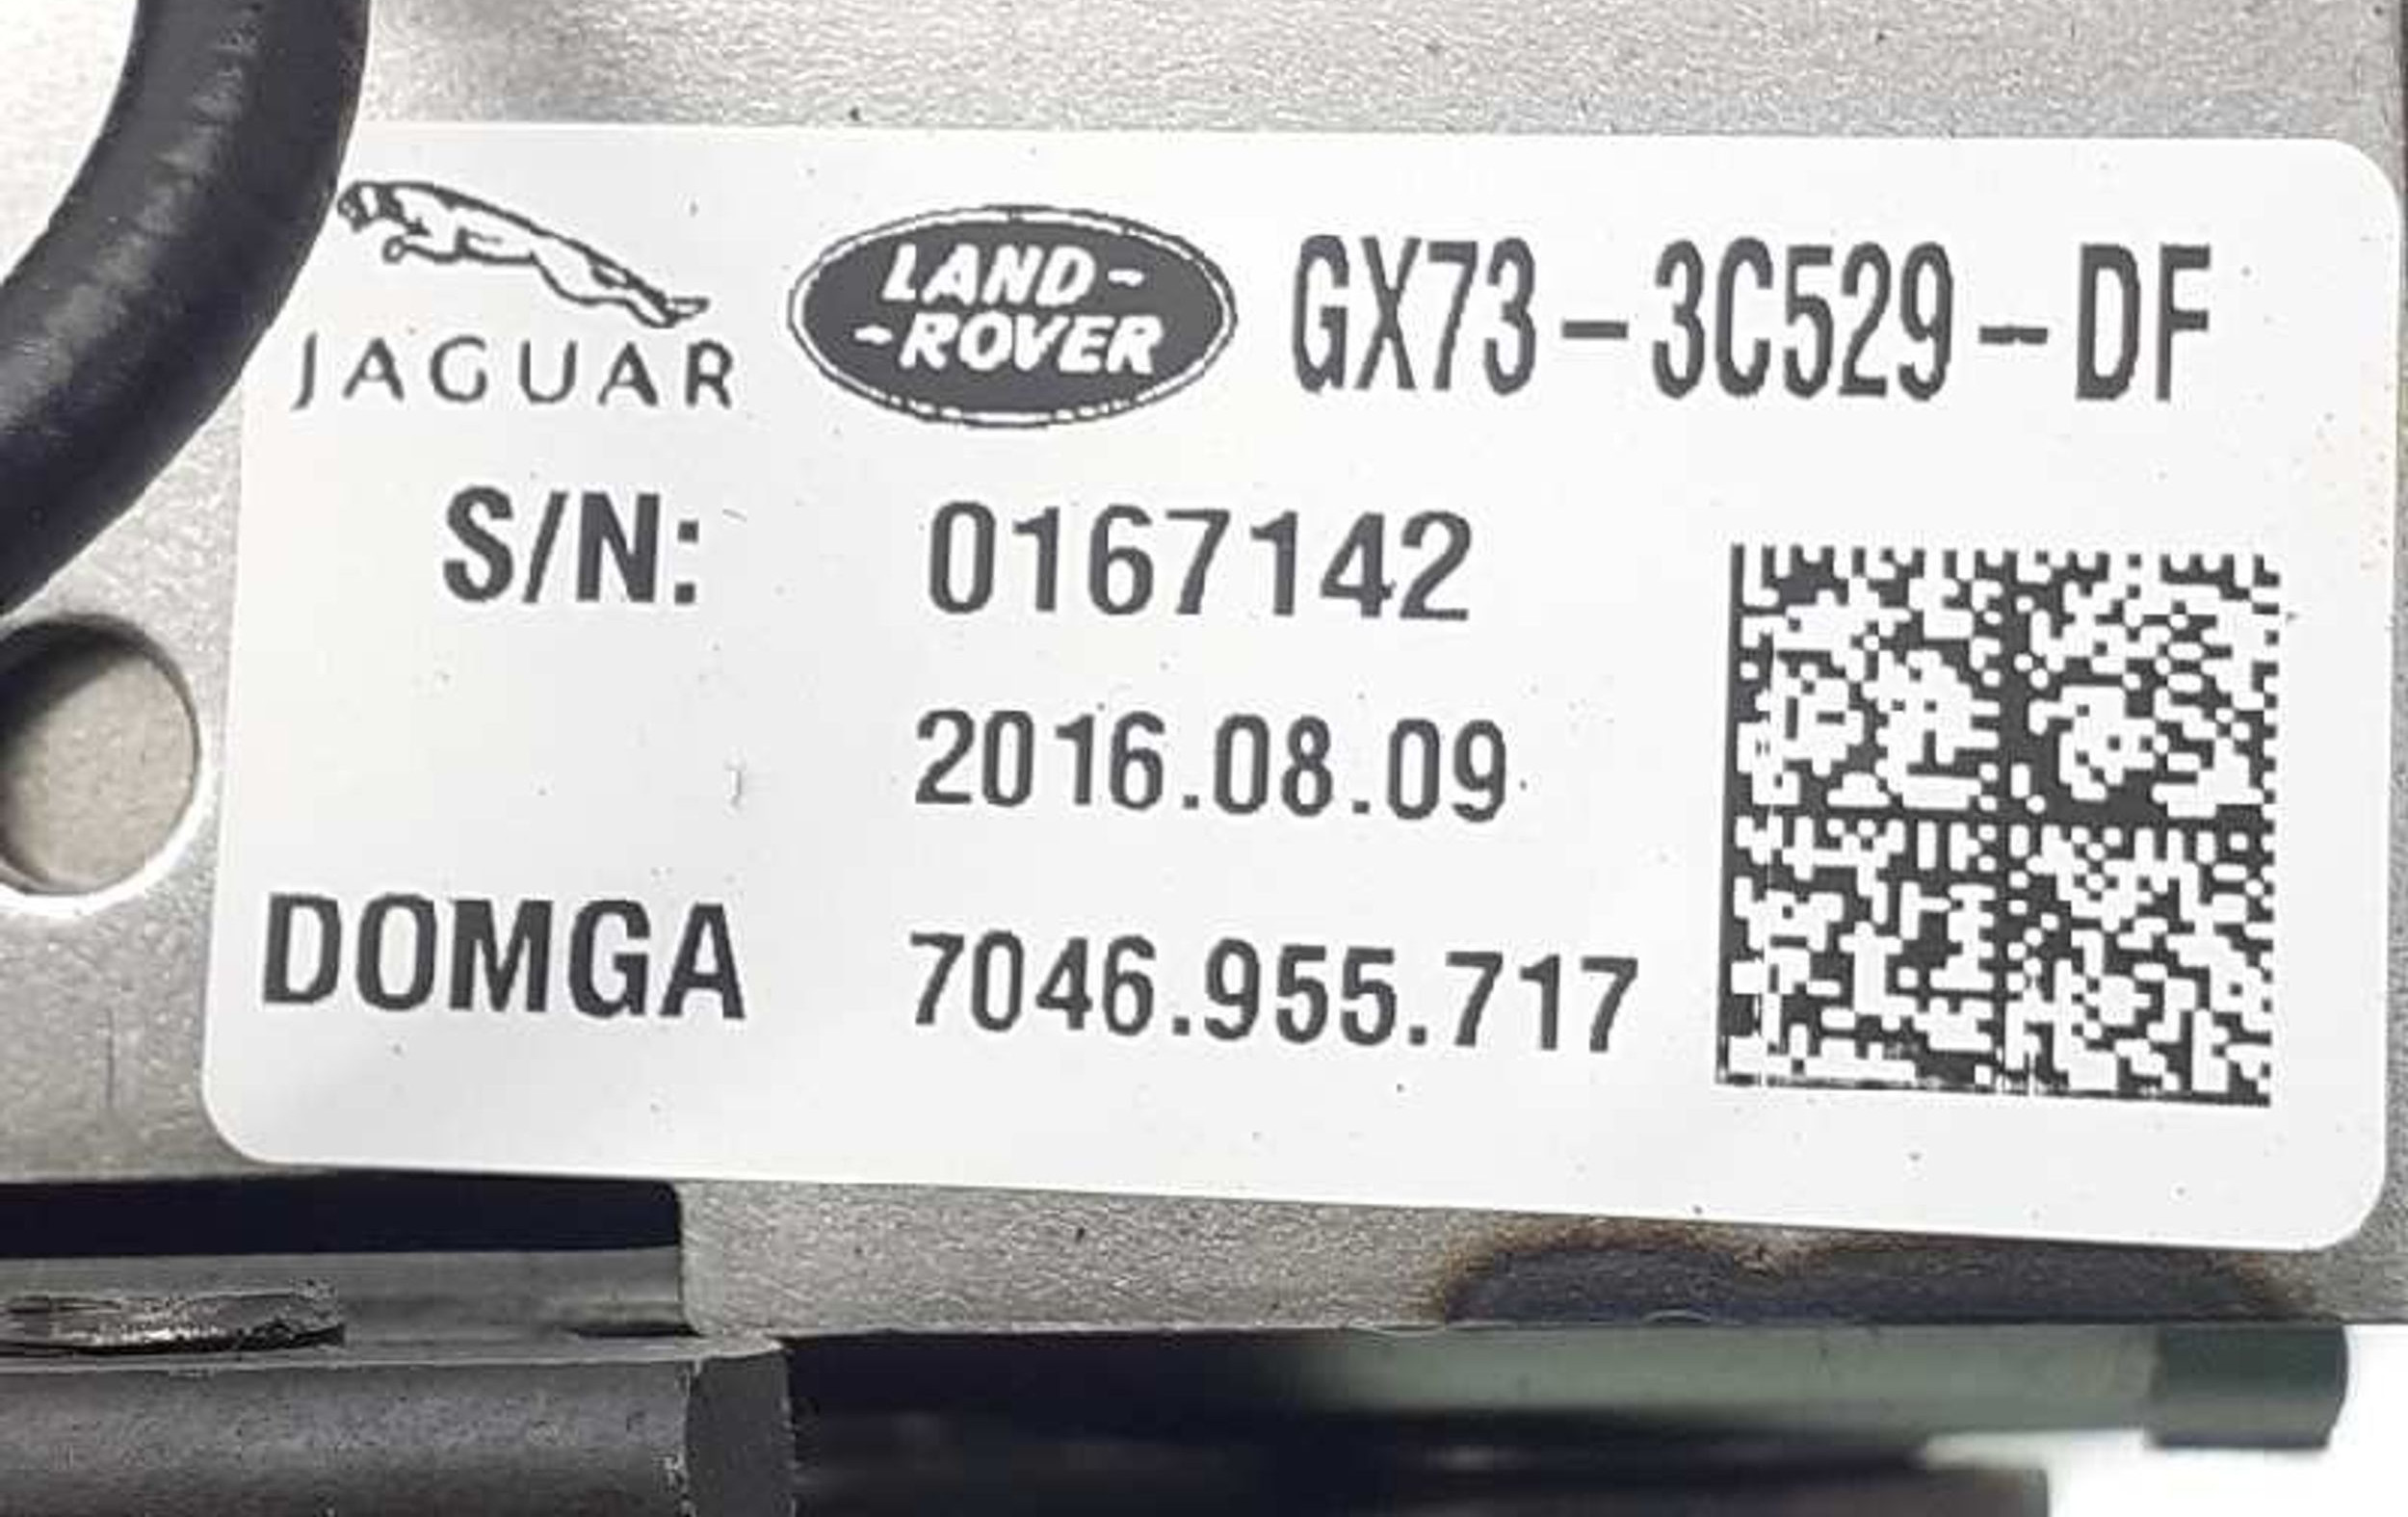 JAGUAR LAND-ROVER GX73-3C529-DF
S/N: 0167142
2016.08.09
DOMGA 7046.955.717